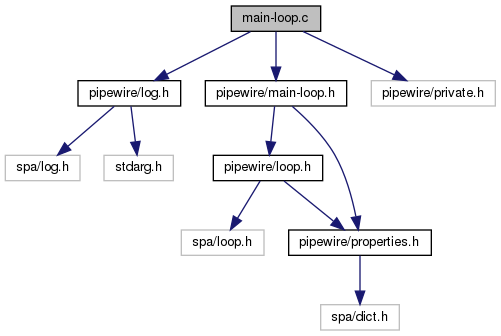 main-loop.c
pipewire/log.h
pipewire/main-loop.h
pipewire/private.h
spa/log.h
stdarg.h
pipewire/loop.h
spa/loop.h
pipewire/properties.h
spa/dict.h